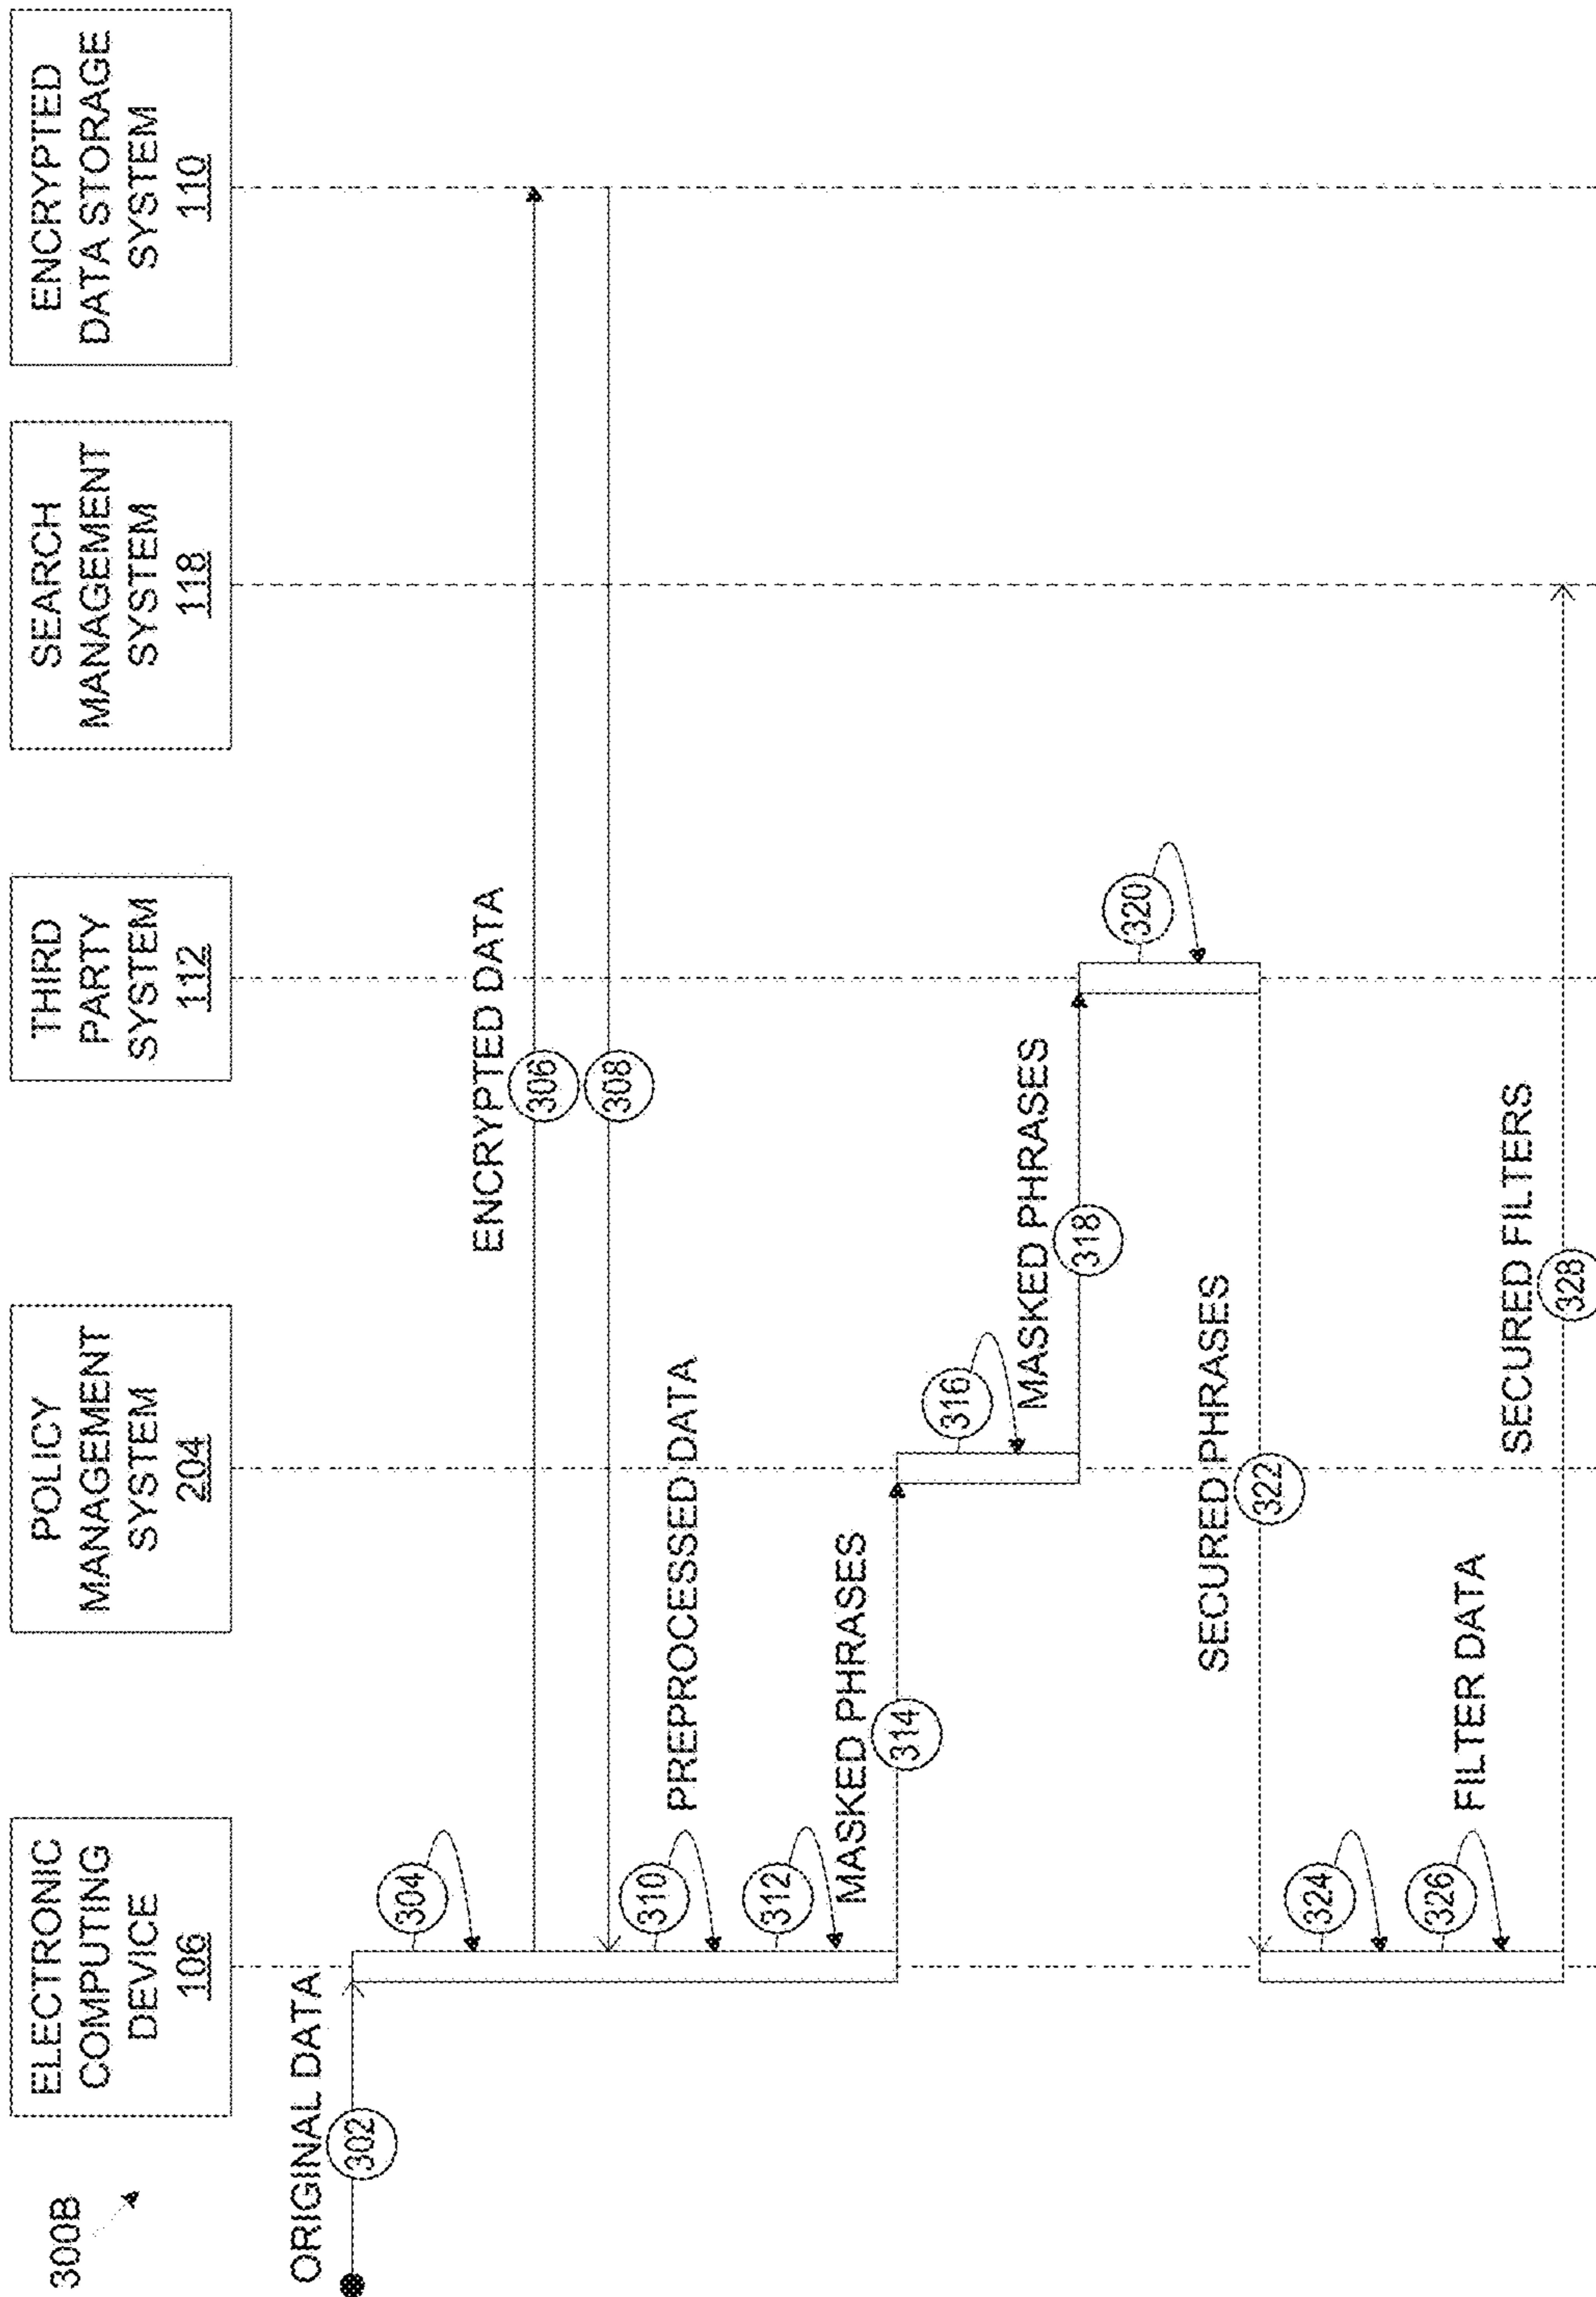 300B
ELECTRONIC
COMPUTING
DEVICE
106
POLICY
MANAGEMENT
SYSTEM
204
THIRD
PARTY
SYSTEM
112
SEARCH
MANAGEMENT
SYSTEM
118
ENCRYPTED
DATA STORAGE
SYSTEM
110
ORIGINAL DATA
302
304
ENCRYPTED DATA
306
308
310
PREPROCESSED DATA
312
MASKED PHRASES
314
316
MASKED PHRASES
318
320
SECURED PHRASES
322
324
326
FILTER DATA
SECURED FILTERS
328